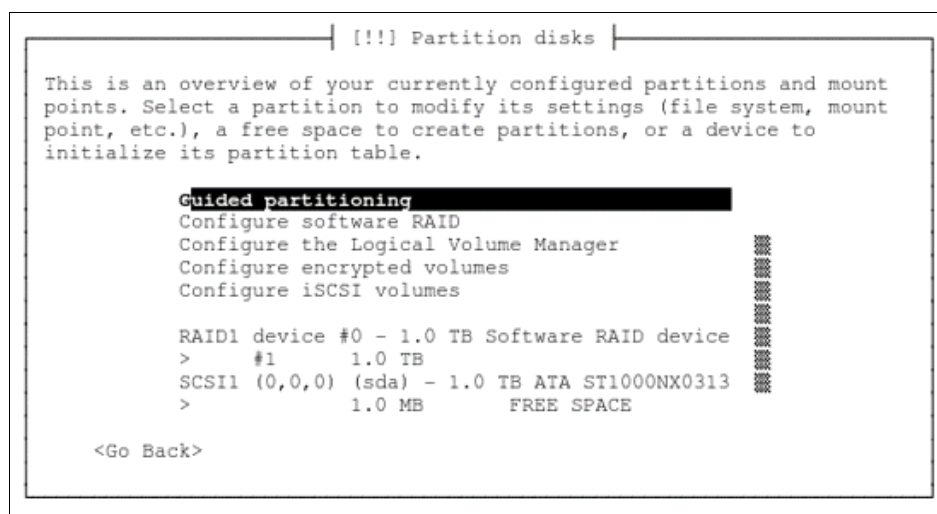 [!!] Partition disks
This is an overview of your currently configured partitions and mount
points. Select a partition to modify its settings (file system, mount
point, etc.), a free space to create partitions, or a device to
initialize its partition table.
Guided partitioning
Configure software RAID
Configure the Logical Volume Manager
Configure encrypted volumes
Configure iSCSI volumes
RAID1 device #0 - 1.0 TB Software RAID device
> #1 1.0 TB
SCSI1 (0,0,0) (sda) - 1.0 TB ATA ST1000NX0313
> 1.0 MB FREE SPACE
<Go Back>